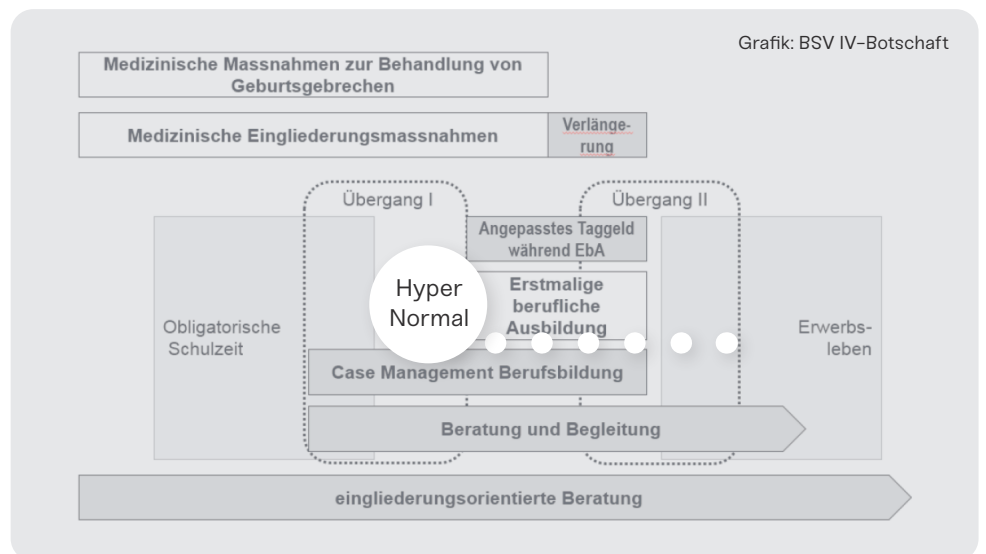 Grafik: BSV IV-Botschaft
Medizinische Massnahmen zur Behandlung von
Geburtsgebrechen
Medizinische Eingliederungsmassnahmen
Verlänge-
rung
Übergang I
Übergang II
Angepasstes Taggeld
während EbA
Hyper
Normal
Erstmalige
berufliche
Ausbildung
Obligatorische
Schulzeit
Erwerbs-
leben
Case Management Berufsbildung
Beratung und Begleitung
eingliederungsorientierte Beratung